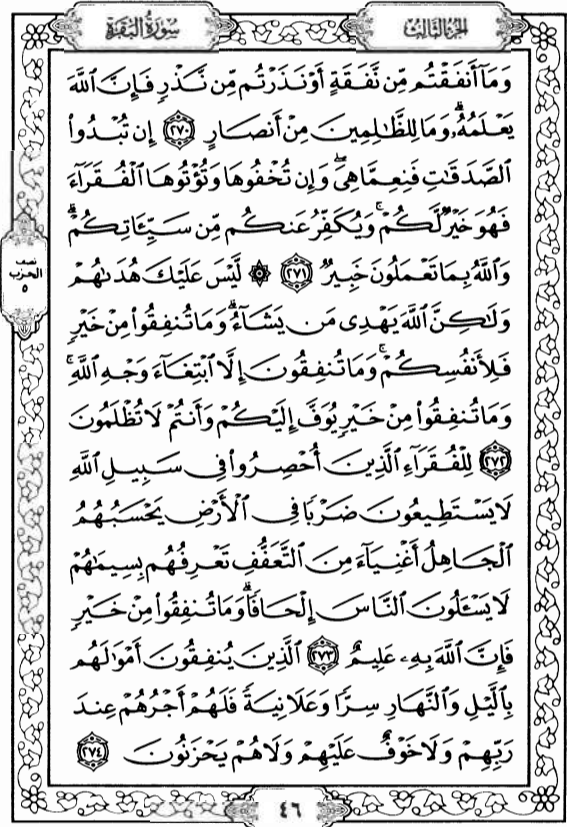 الجزء الثالث
سورة البقرة
وَمَآ أَنفَقْتُم مِّن نَّفَقَةٍ أَوْ نَذَرْتُم مِّن نَّذْرٍ فَإِنَّ ٱللَّهَ
يَعْلَمُهُۥۗ وَمَا لِلظَّٰلِمِينَ مِنْ أَنصَارٍ ٢٧٠ إِن تُبْدُوا۟
ٱلصَّدَقَٰتِ فَنِعِمَّا هِىَۖ وَإِن تُخْفُوهَا وَتُؤْتُوهَا ٱلْفُقَرَآءَ
فَهُوَ خَيْرٌ لَّكُمْۚ وَيُكَفِّرُ عَنكُم مِّن سَيِّـَٔاتِكُمْۗ
وَٱللَّهُ بِمَا تَعْمَلُونَ خَبِيرٌ ٢٧١ ۞ لَّيْسَ عَلَيْكَ هُدَىٰهُمْ
وَلَٰكِنَّ ٱللَّهَ يَهْدِى مَن يَشَآءُۗ وَمَا تُنفِقُوا۟ مِنْ خَيْرٍ
فَلِأَنفُسِكُمْۚ وَمَا تُنفِقُونَ إِلَّا ٱبْتِغَآءَ وَجْهِ ٱللَّهِۚ
وَمَا تُنفِقُوا۟ مِنْ خَيْرٍ يُوَفَّ إِلَيْكُمْ وَأَنتُمْ لَا تُظْلَمُونَ
٢٧٢ لِلْفُقَرَآءِ ٱلَّذِينَ أُحْصِرُوا۟ فِى سَبِيلِ ٱللَّهِ
لَا يَسْتَطِيعُونَ ضَرْبًا فِى ٱلْأَرْضِ يَحْسَبُهُمُ
ٱلْجَاهِلُ أَغْنِيَآءَ مِنَ ٱلتَّعَفُّفِ تَعْرِفُهُم بِسِيمَٰهُمْ
لَا يَسْـَٔلُونَ ٱلنَّاسَ إِلْحَافًاۗ وَمَا تُنفِقُوا۟ مِنْ خَيْرٍ
فَإِنَّ ٱللَّهَ بِهِۦ عَلِيمٌ ٢٧٣ ٱلَّذِينَ يُنفِقُونَ أَمْوَٰلَهُم
بِٱلَّيْلِ وَٱلنَّهَارِ سِرًّا وَعَلَانِيَةً فَلَهُمْ أَجْرُهُمْ عِندَ
رَبِّهِمْ وَلَا خَوْفٌ عَلَيْهِمْ وَلَا هُمْ يَحْزَنُونَ ٢٧٤
نصف
الحزب
٥
٤٦